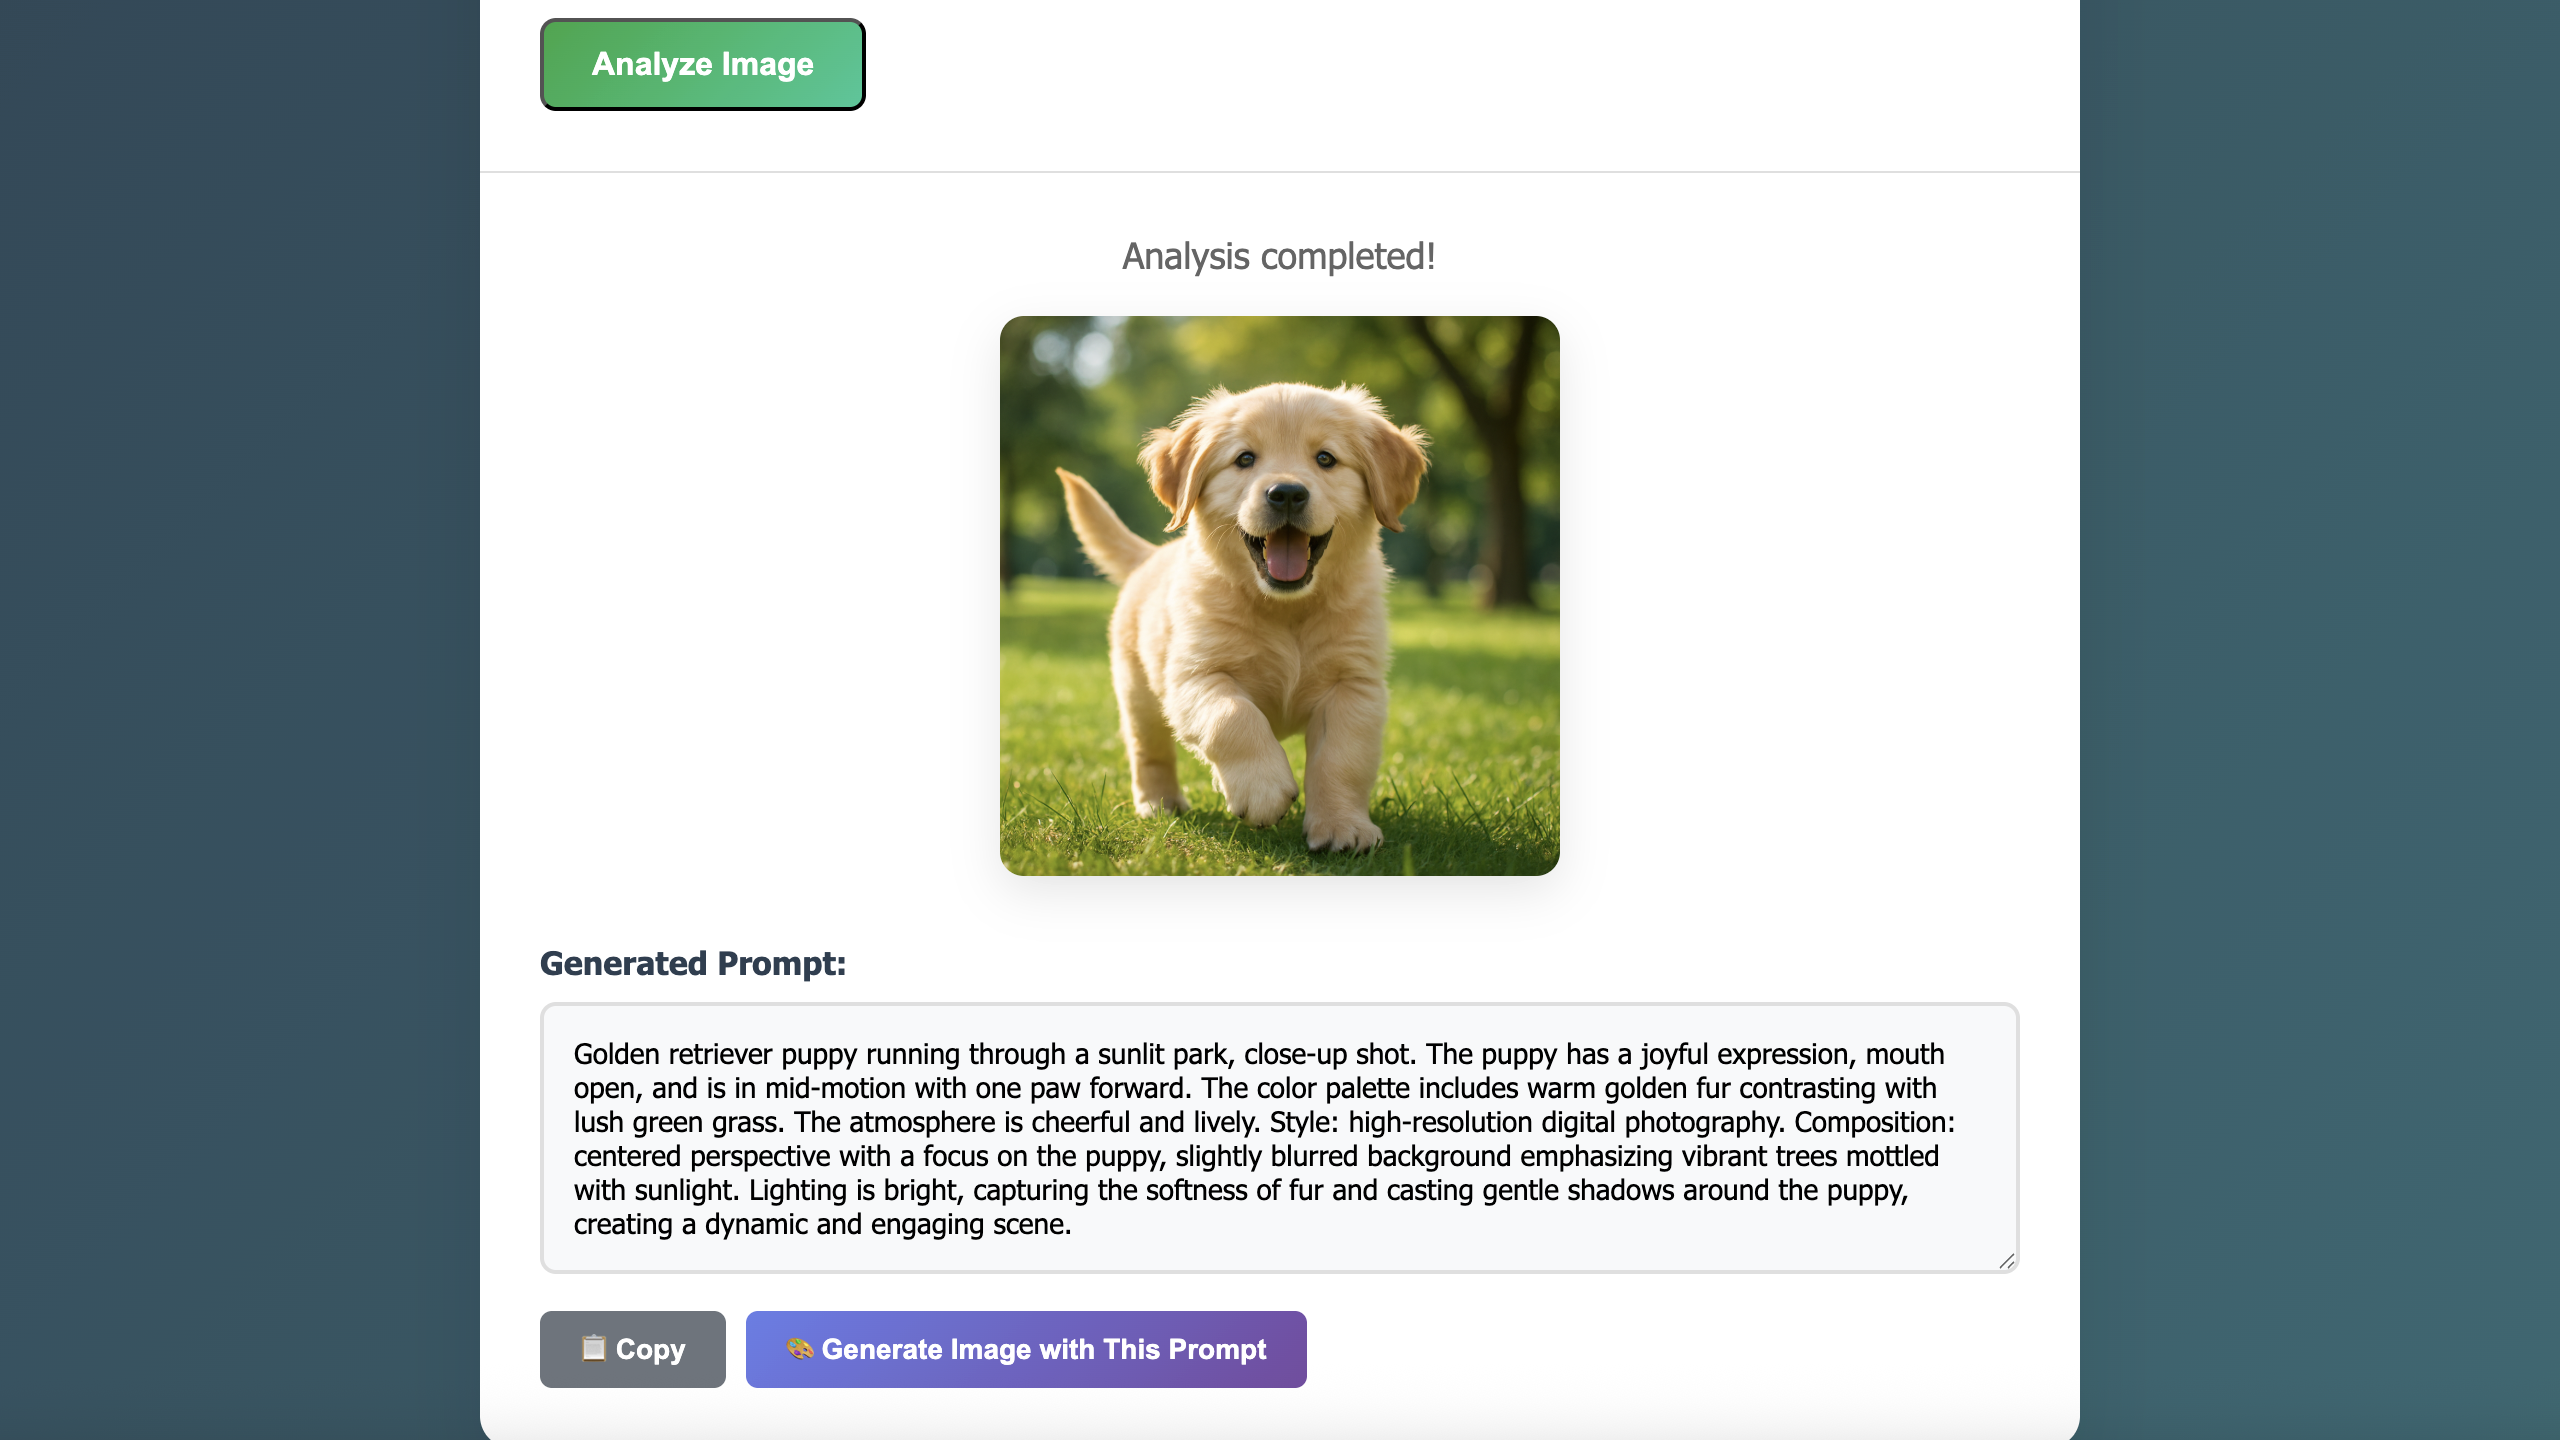 Analyze Image
Analysis completed!
Generated Prompt:
Golden retriever puppy running through a sunlit park, close-up shot. The puppy has a joyful expression, mouth
open, and is in mid-motion with one paw forward. The color palette includes warm golden fur contrasting with
lush green grass. The atmosphere is cheerful and lively. Style: high-resolution digital photography. Composition:
centered perspective with a focus on the puppy, slightly blurred background emphasizing vibrant trees mottled
with sunlight. Lighting is bright, capturing the softness of fur and casting gentle shadows around the puppy,
creating a dynamic and engaging scene.
📋 Copy
🎨 Generate Image with This Prompt